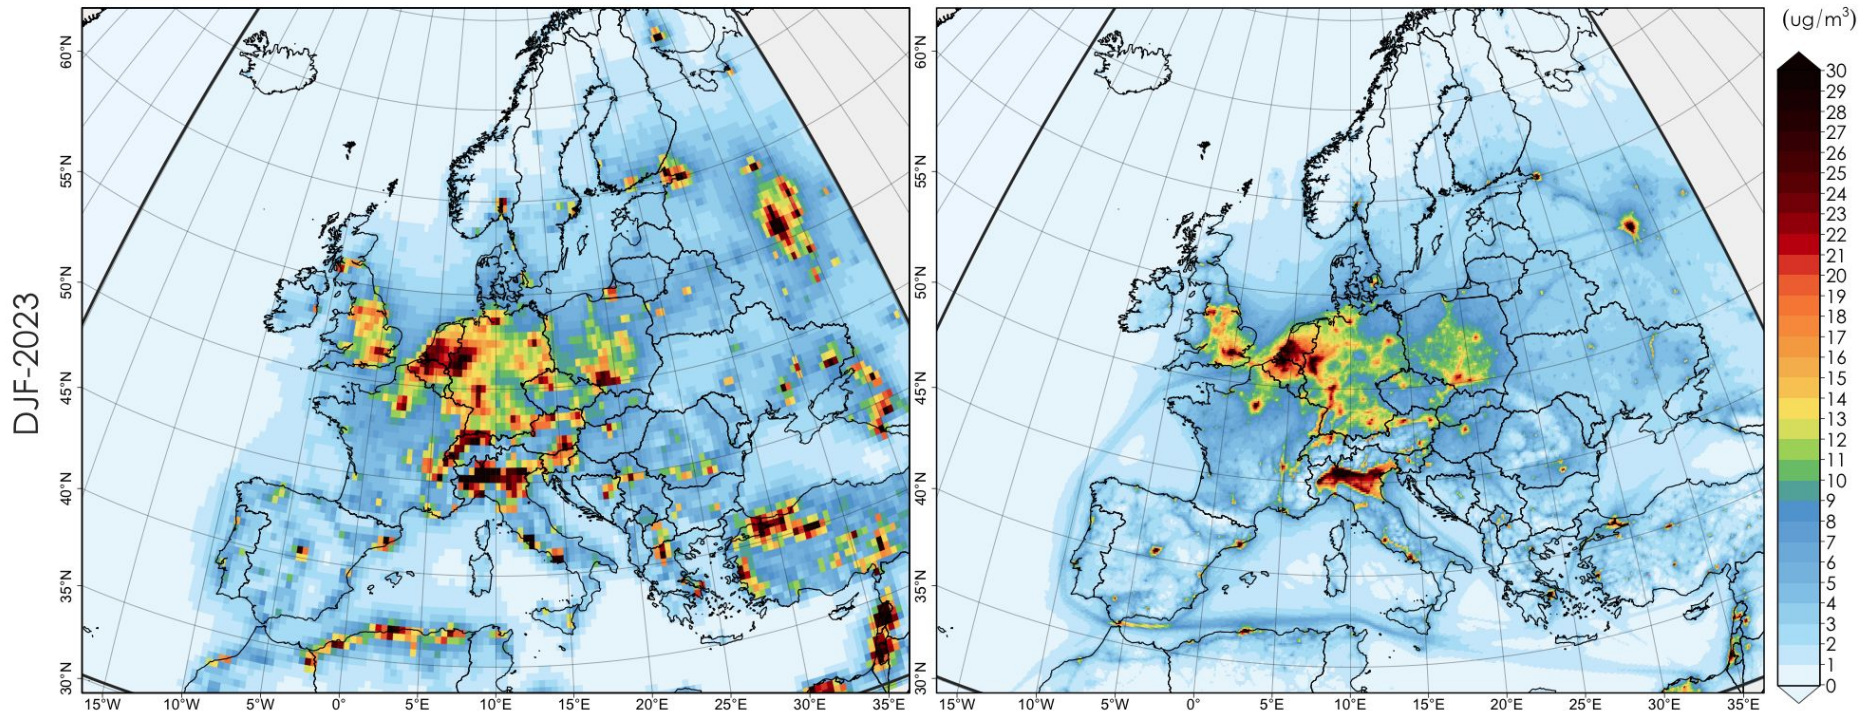 (ug/m³)
DJF-2023
60°N
55°N
50°N
45°N
40°N
35°N
30°N
15°W
10°W
5°W
0°
5°E
10°E
15°E
20°E
25°E
30°E
35°E
60°N
55°N
50°N
45°N
40°N
35°N
30°N
15°W
10°W
5°W
0°
5°E
10°E
15°E
20°E
25°E
30°E
35°E
30
29
28
27
26
25
24
23
22
21
20
19
18
17
16
15
14
13
12
11
10
9
8
7
6
5
4
3
2
1
0